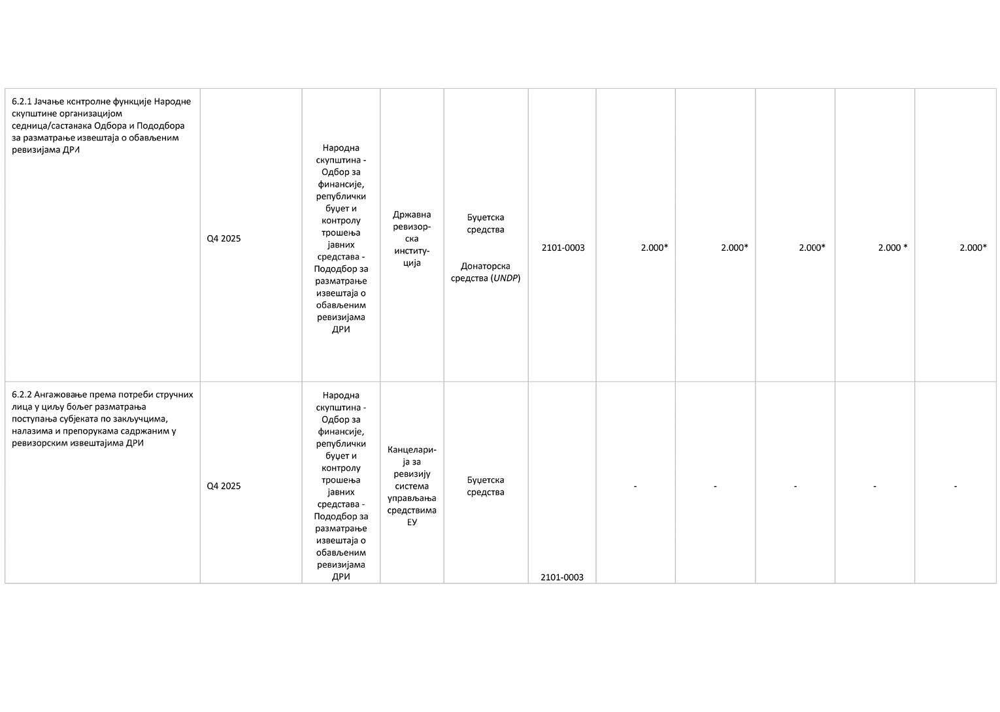 6.2.1 Јачање контролне функције Народне
скупштине организацијом
седница/састанака Одбора и Пододбора
за разматрање извештаја о обављеним
ревизијама ДРИ
Q4 2025
Народна
скупштина -
Одбор за
финансије,
републички
буџет и
контролу
трошења
јавних
средстава -
Пододбор за
разматрање
извештаја о
обављеним
ревизијама
ДРИ
Државна
ревизор-
ска
институ-
ција
Буџетска
средства
Донаторска
средства (UNDP)
2101-0003
2.000*
2.000*
2.000*
2.000 *
2.000*
6.2.2 Ангажовање према потреби стручних
лица у циљу бољег разматрања
поступања субјеката по закључцима,
налазима и препорукама садржаним у
ревизорским извештајима ДРИ
Q4 2025
Народна
скупштина -
Одбор за
финансије,
републички
буџет и
контролу
трошења
јавних
средстава -
Пододбор за
разматрање
извештаја о
обављеним
ревизијама
ДРИ
Канцелари-
ја за
ревизију
система
управљања
средствима
ЕУ
Буџетска
средства
2101-0003
-
-
-
-
-